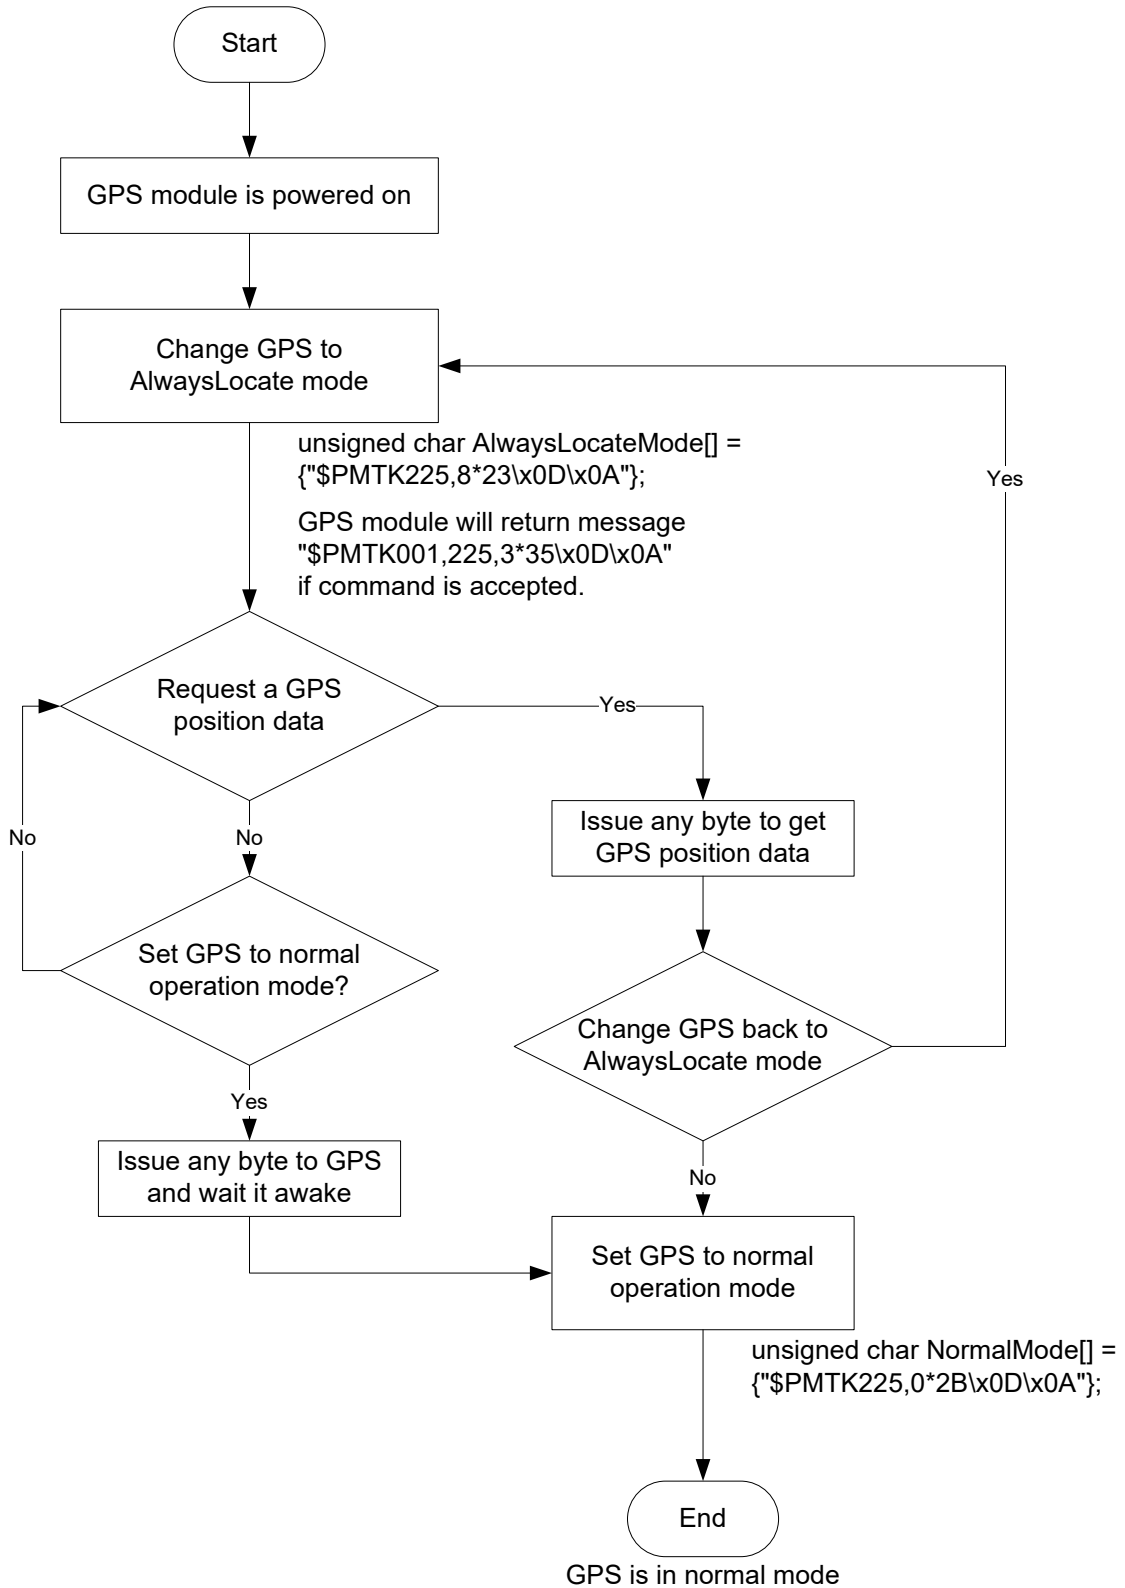 Start
GPS module is powered on
Change GPS to
AlwaysLocate mode
unsigned char AlwaysLocateMode[] =
{"$PMTK225,8*23\x0D\x0A"};
Yes
GPS module will return message
"$PMTK001,225,3*35\x0D\x0A"
if command is accepted.
Request a GPS
position data
Yes
Issue any byte to get
GPS position data
No
No
Set GPS to normal
operation mode?
Change GPS back to
AlwaysLocate mode
Yes
Issue any byte to GPS
and wait it awake
No
Set GPS to normal
operation mode
unsigned char NormalMode[] =
{"$PMTK225,0*2B\x0D\x0A"};
End
GPS is in normal mode